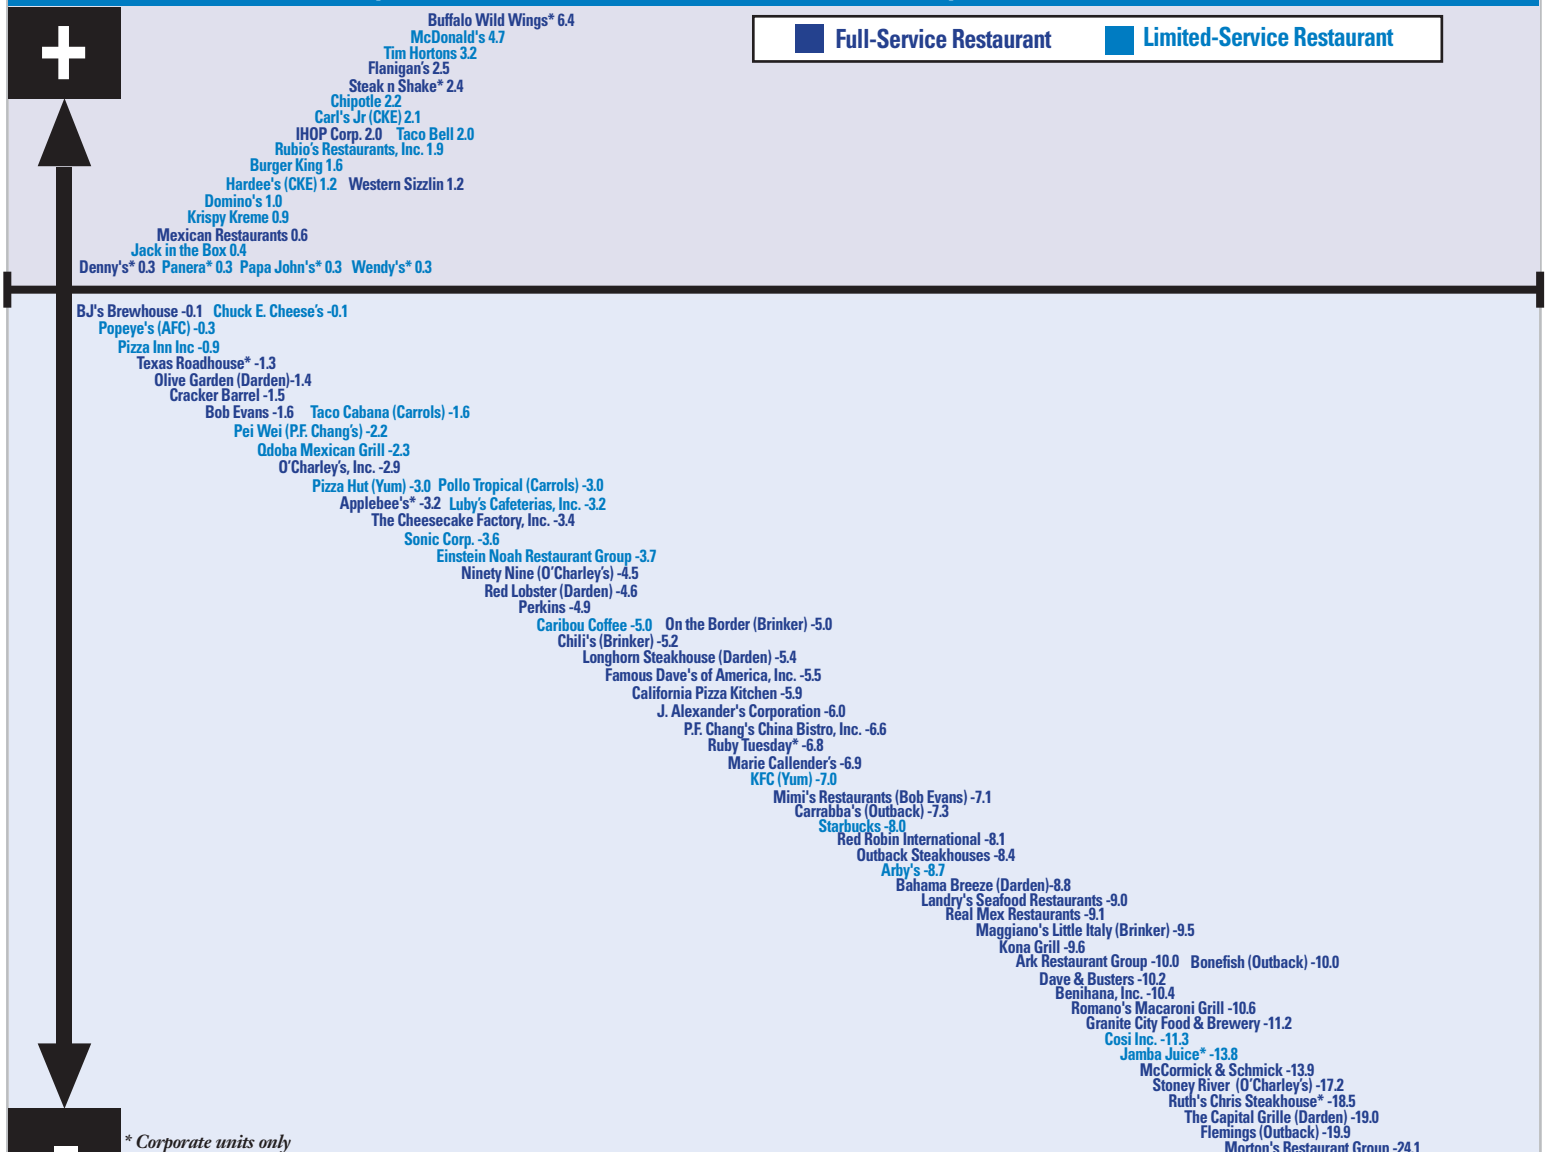 Buffalo Wild Wings* 6.4
McDonald's 4.7
Tim Hortons 3.2
Flanigan's 2.5
Steak n Shake* 2.4
Chipotle 2.2
Carl's Jr (CKE) 2.1
IHOP Corp. 2.0 Taco Bell 2.0
Rubio's Restaurants, Inc. 1.9
Burger King 1.6
Hardee's (CKE) 1.2 Western Sizzlin 1.2
Domino's 1.0
Krispy Kreme 0.9
Mexican Restaurants 0.6
Jack in the Box 0.4
Denny's* 0.3 Panera* 0.3 Papa John's* 0.3 Wendy's* 0.3
Full-Service Restaurant Limited-Service Restaurant
BJ's Brewhouse -0.1 Chuck E. Cheese's -0.1
Popeye's (AFC) -0.3
Pizza Inn Inc -0.9
Texas Roadhouse* -1.3
Olive Garden (Darden)-1.4
Cracker Barrel -1.5
Bob Evans -1.6 Taco Cabana (Carrols) -1.6
Pei Wei (P.F. Chang's) -2.2
Qdoba Mexican Grill -2.3
O'Charley's, Inc. -2.9
Pizza Hut (Yum) -3.0 Pollo Tropical (Carrols) -3.0
Applebee's* -3.2 Luby's Cafeterias, Inc. -3.2
The Cheesecake Factory, Inc. -3.4
Sonic Corp. -3.6
Einstein Noah Restaurant Group -3.7
Ninety Nine (O'Charley's) -4.5
Red Lobster (Darden) -4.6
Perkins -4.9
Caribou Coffee -5.0 On the Border (Brinker) -5.0
Chili's (Brinker) -5.2
Longhorn Steakhouse (Darden) -5.4
Famous Dave's of America, Inc. -5.5
California Pizza Kitchen -5.9
J. Alexander's Corporation -6.0
P.F. Chang's China Bistro, Inc. -6.6
Ruby Tuesday* -6.8
Marie Callender's -6.9
KFC (Yum) -7.0
Mimi's Restaurants (Bob Evans) -7.1
Carrabba's (Outback) -7.3
Starbucks -8.0
Red Robin International -8.1
Outback Steakhouses -8.4
Arby's -8.7
Bahama Breeze (Darden)-8.8
Landry's Seafood Restaurants -9.0
Real Mex Restaurants -9.1
Maggiano's Little Italy (Brinker) -9.5
Kona Grill -9.6
Ark Restaurant Group -10.0 Bonefish (Outback) -10.0
Dave & Busters -10.2
Benihana, Inc. -10.4
Romano's Macaroni Grill -10.6
Granite City Food & Brewery -11.2
Cosi Inc. -11.3
Jamba Juice* -13.8
McCormick & Schmick -13.9
Stoney River (O'Charley's) -17.2
Ruth's Chris Steakhouse* -18.5
The Capital Grille (Darden) -19.0
Flemings (Outback) -19.9
Morton's Restaurant Group -24.1
* Corporate units only